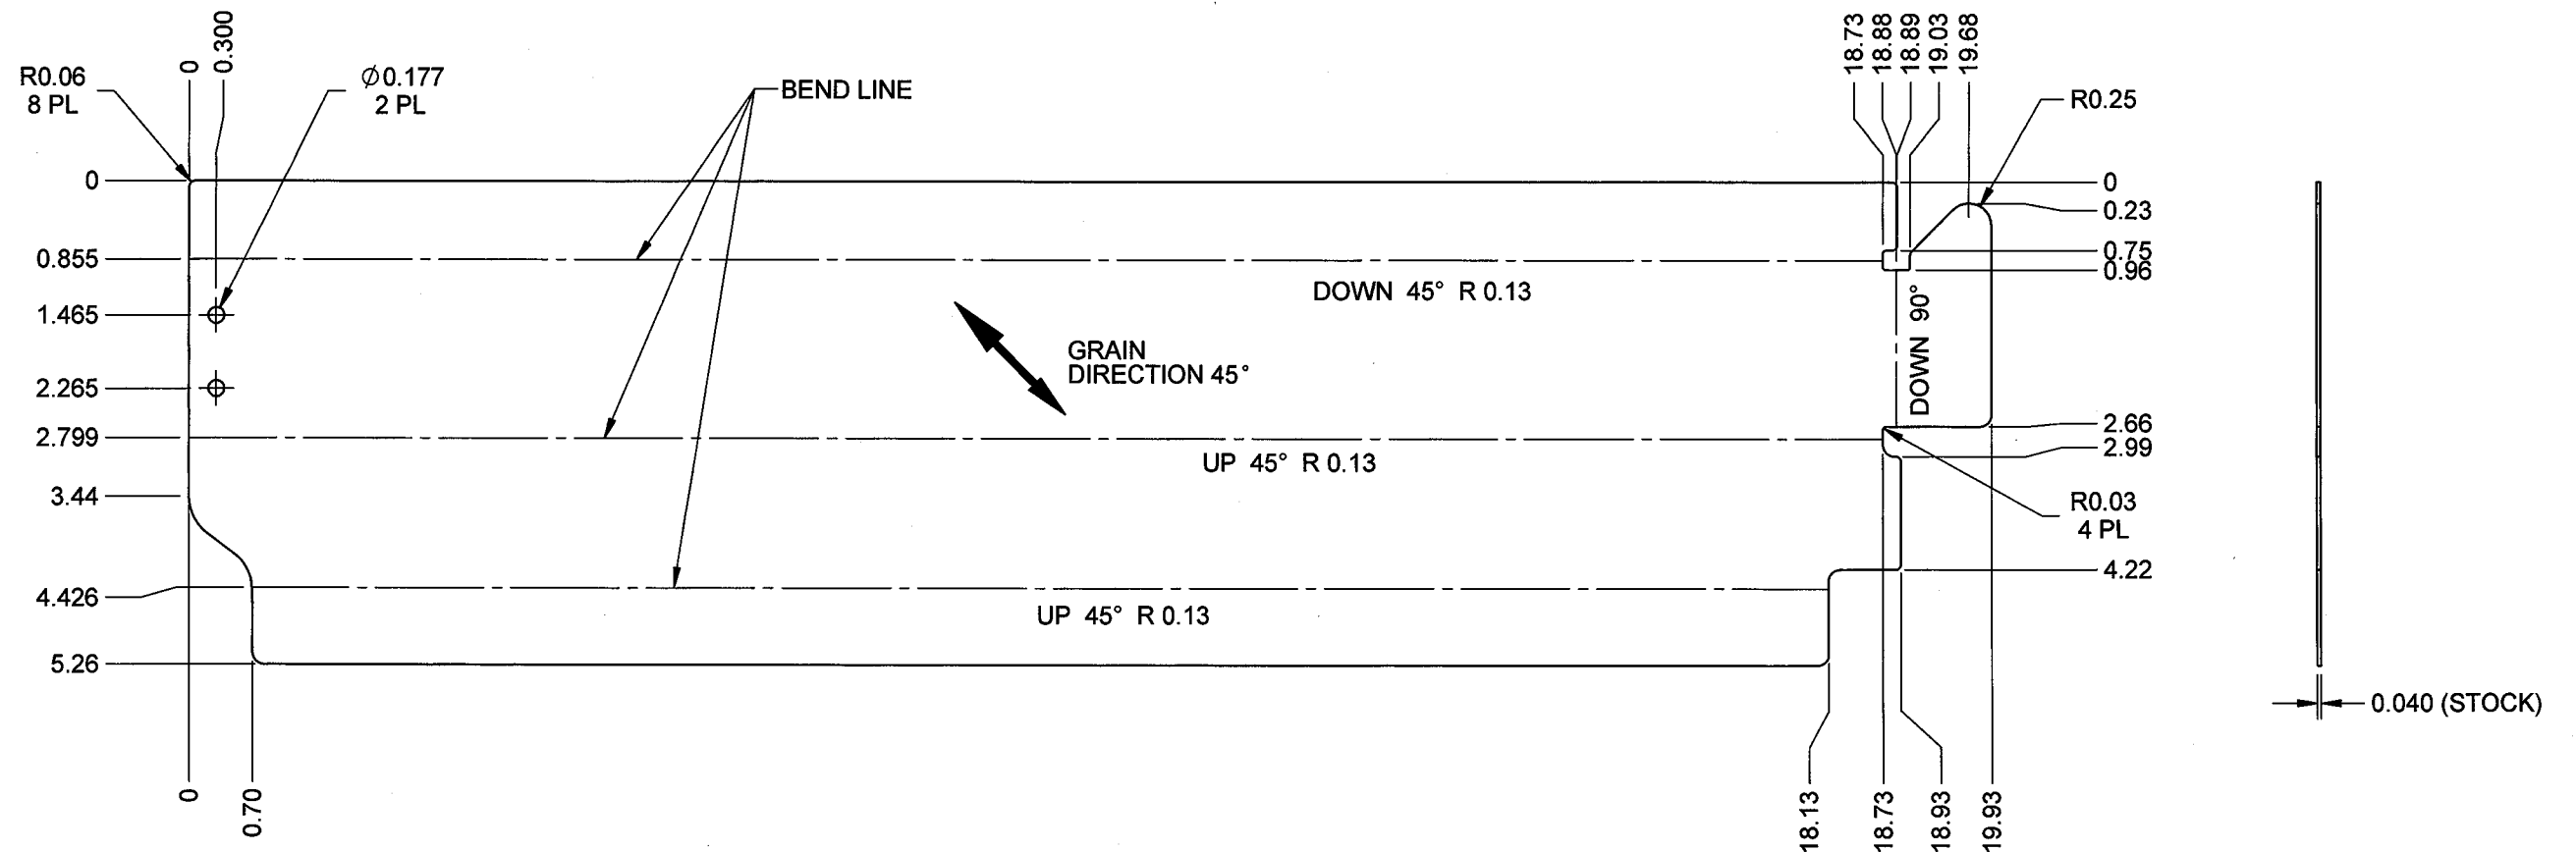 18.73
18.88
18.89
19.03
19.68
0
0.300
R0.06
8 PL
Ø0.177
2 PL
BEND LINE
R0.25
0
0
0.23
0.855
0.75
0.96
DOWN 45° R 0.13
1.465
GRAIN
DIRECTION 45°
DOWN 90°
2.265
2.799
2.66
2.99
UP 45° R 0.13
3.44
R0.03
4 PL
4.426
4.22
UP 45° R 0.13
5.26
0.040 (STOCK)
0
0.70
18.13
18.73
18.93
19.93